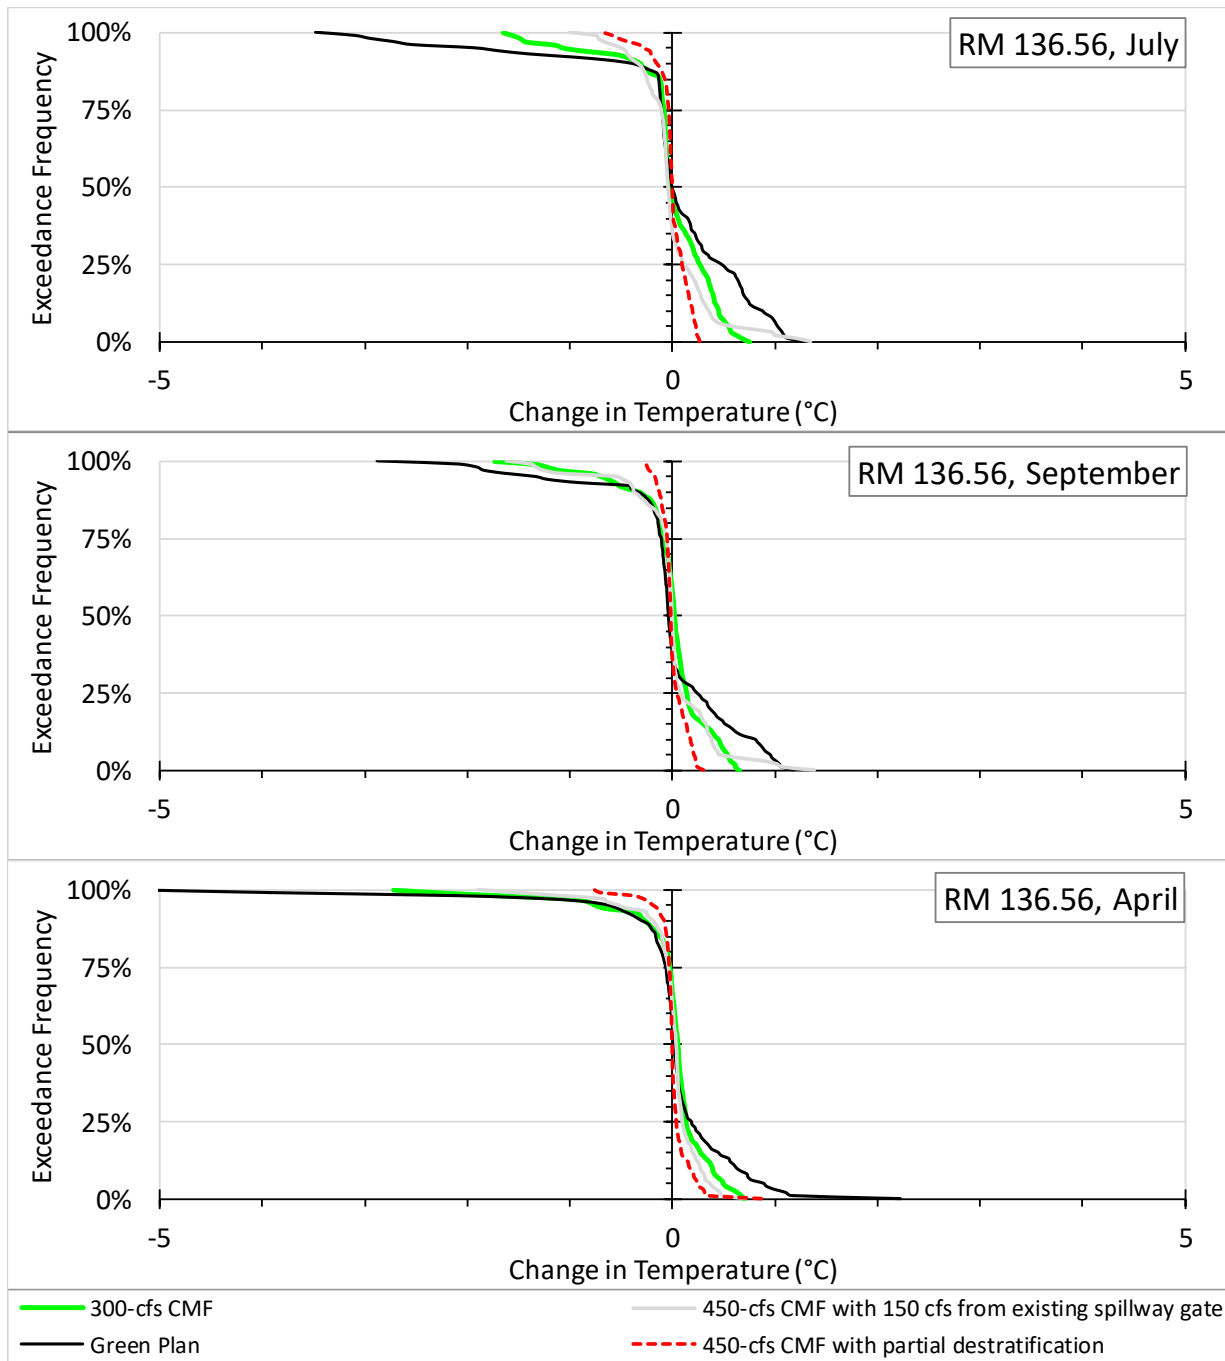 RM 136.56, July
100%
75%
50%
25%
0%
Exceedance Frequency
-5
0
5
Change in Temperature (°C)
RM 136.56, September
100%
75%
50%
25%
0%
Exceedance Frequency
-5
0
5
Change in Temperature (°C)
RM 136.56, April
100%
75%
50%
25%
0%
Exceedance Frequency
-5
0
5
Change in Temperature (°C)
300-cfs CMF
450-cfs CMF with 150 cfs from existing spillway gate
Green Plan
450-cfs CMF with partial destratification